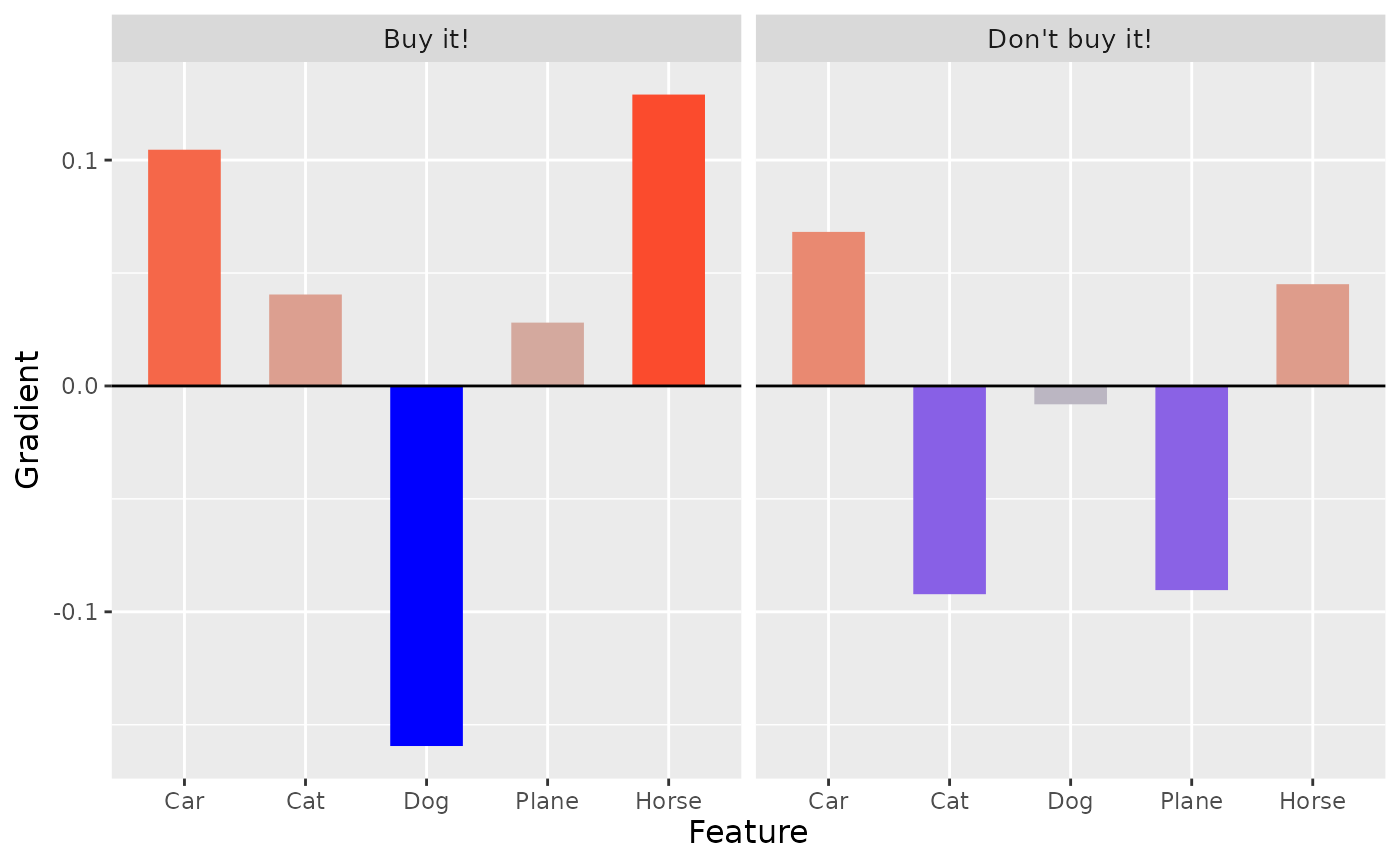 Buy it!
Don't buy it!
0.1
0.0
-0.1
Gradient
Car Cat Dog Plane Horse
Car Cat Dog Plane Horse
Feature